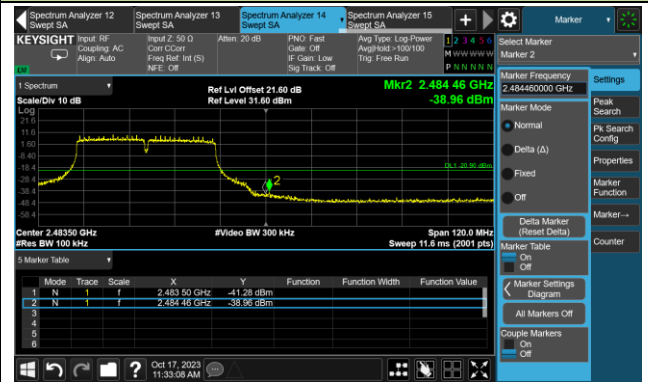 Spectrum Analyzer 12
Swept SA
Spectrum Analyzer 13
Swept SA
Spectrum Analyzer 14
Swept SA
Spectrum Analyzer 15
Swept SA
+
Marker
KEYSIGHT
Input: RF
Coupling: AC
Align: Auto
Input Z: 50 Ω
Corr CCorr
Freq Ref: Int (S)
NFE: Off
Atten: 20 dB
PNO: Fast
Gate: Off
IF Gain: Low
Sig Track: Off
Avg Type: Log-Power
Avg|Hold >100/100
Trig: Free Run
1 2 3 4 5 6
M W W W W W
P N N N N N
LNI
Select Marker
Marker 2
1 Spectrum
Scale/Div 10 dB
Ref Lvl Offset 21.60 dB
Ref Level 31.60 dBm
Mkr2 2.484 46 GHz
-38.96 dBm
Log
21.6
11.6
1.60
-8.40
-18.4
-28.4
-38.4
-48.4
-58.4
DL1 -20.90 dBm
2
Center 2.48350 GHz
#Res BW 100 kHz
#Video BW 300 kHz
Span 120.0 MHz
Sweep 11.6 ms (2001 pts)
5 Marker Table
Mode Trace Scale X Y Function Function Width Function Value
1 N 1 f 2.483 50 GHz -41.28 dBm
2 N 1 f 2.484 46 GHz -38.96 dBm
3
4
5
6
Marker Frequency
2.484460000 GHz
Marker Mode
Normal
Delta (Δ)
Fixed
Off
Delta Marker
(Reset Delta)
Marker Table
On
Off
Marker Settings
Diagram
All Markers Off
Couple Markers
On
Off
Settings
Peak
Search
Pk Search
Config
Properties
Marker
Function
Marker→
Counter
?
Oct 17, 2023
11:33:08 AM